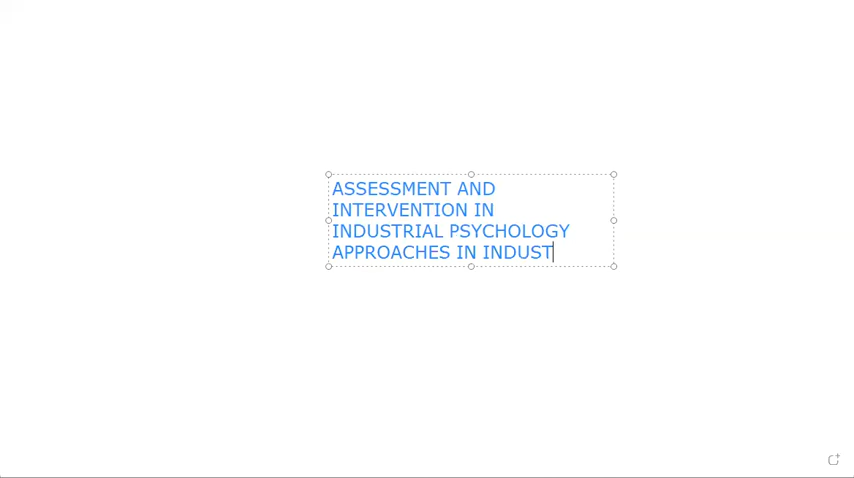 ASSESSMENT AND
INTERVENTION IN
INDUSTRIAL PSYCHOLOGY
APPROACHES IN INDUST